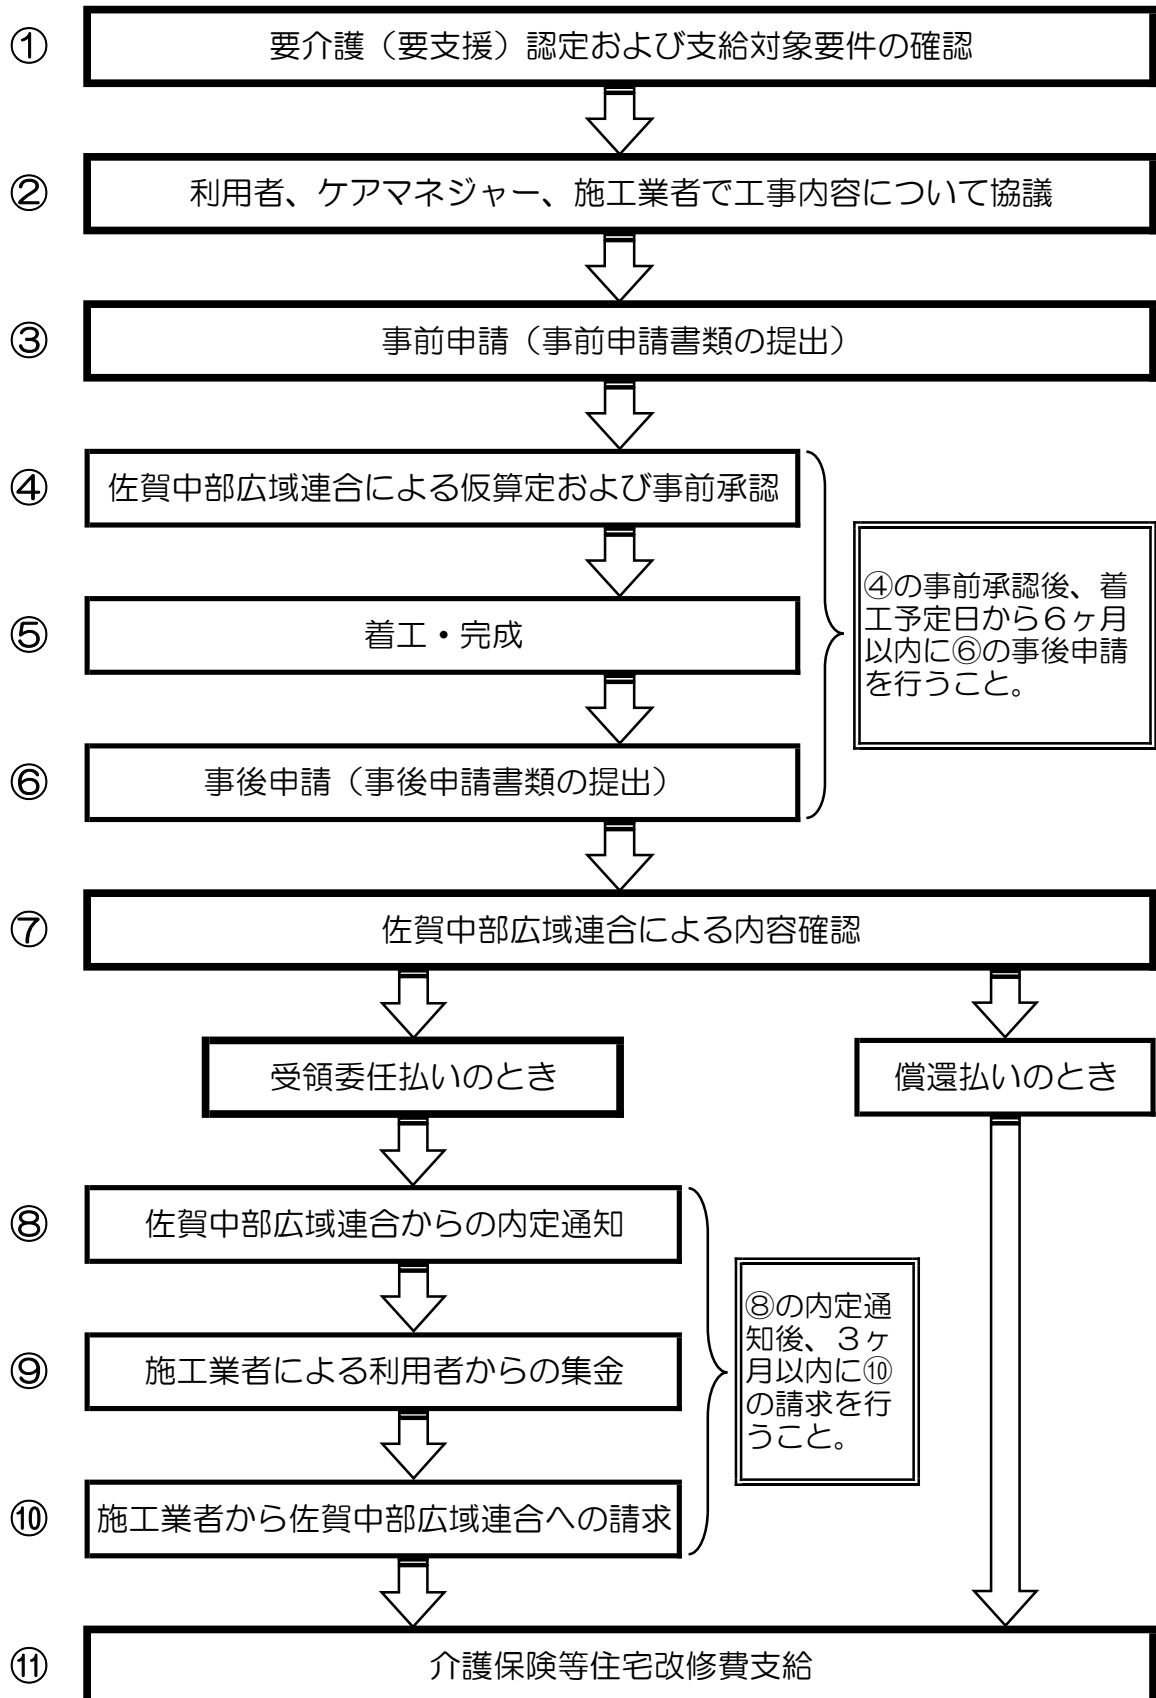 ①
要介護（要支援）認定および支給対象要件の確認
②
利用者、ケアマネジャー、施工業者で工事内容について協議
③
事前申請（事前申請書類の提出）
④
佐賀中部広域連合による仮算定および事前承認
⑤
着工・完成
⑥
事後申請（事後申請書類の提出）
④の事前承認後、着
工予定日から６ヶ月
以内に⑥の事後申請
を行うこと。
⑦
佐賀中部広域連合による内容確認
受領委任払いのとき
償還払いのとき
⑧
佐賀中部広域連合からの内定通知
⑨
施工業者による利用者からの集金
⑩
施工業者から佐賀中部広域連合への請求
⑧の内定通
知後、３ヶ
月以内に⑩
の請求を行
うこと。
⑪
介護保険等住宅改修費支給